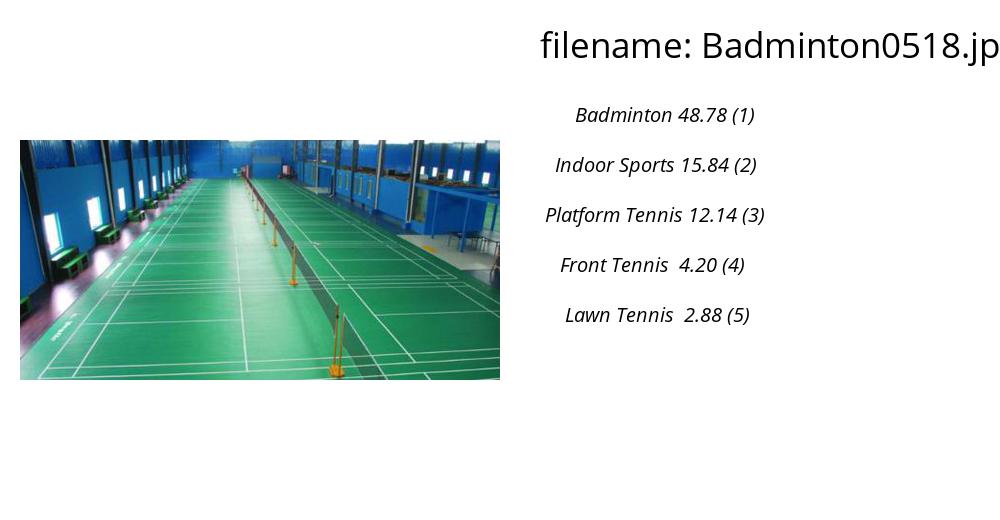 filename: Badminton0518.jp
Badminton 48.78 (1)
Indoor Sports 15.84 (2)
Platform Tennis 12.14 (3)
Front Tennis 4.20 (4)
Lawn Tennis 2.88 (5)